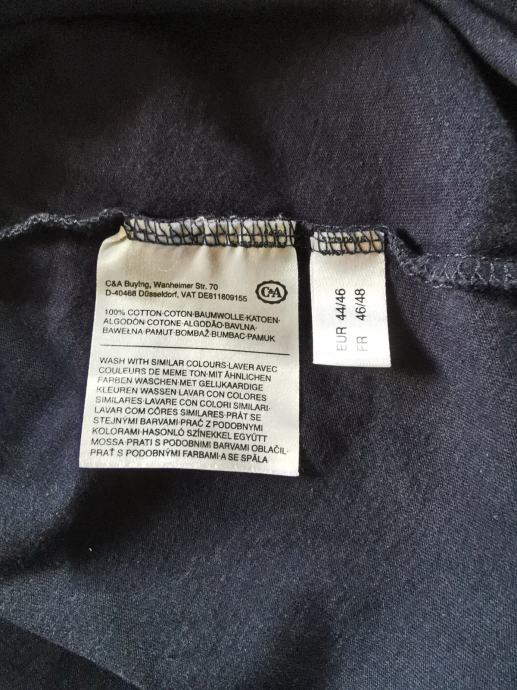 C&A Buying, Wanheimer Str. 70
D-40468 Düsseldorf, VAT DE811809155
C&A
100% COTTON·COTON·BAUMWOLLE·KATOEN·
ALGODÓN·COTONE·ALGODÃO·BAVLNA·
BAWEŁNA·PAMUT·BOMBAŽ·BUMBAC·PAMUK
WASH WITH SIMILAR COLOURS·LAVER AVEC
COULEURS DE MEME TON·MIT ÄHNLICHEN
FARBEN WASCHEN·MET GELIJKAARDIGE
KLEUREN WASSEN·LAVAR CON COLORES
SIMILARES·LAVARE CON COLORI SIMILARI·
LAVAR COM CÔRES SIMILARES·PRÁT SE
STEJNÝMI BARVAMI·PRAĆ Z PODOBNYMI
KOLORAMI·HASONLÓ SZÍNEKKEL EGYÜTT
MOSSA·PRATI S PODOBNIMI BARVAMI OBLAČIL·
PRAŤ S PODOBNÝMI FARBAMI·A SE SPĂLA
EUR 44/46
FR 46/48